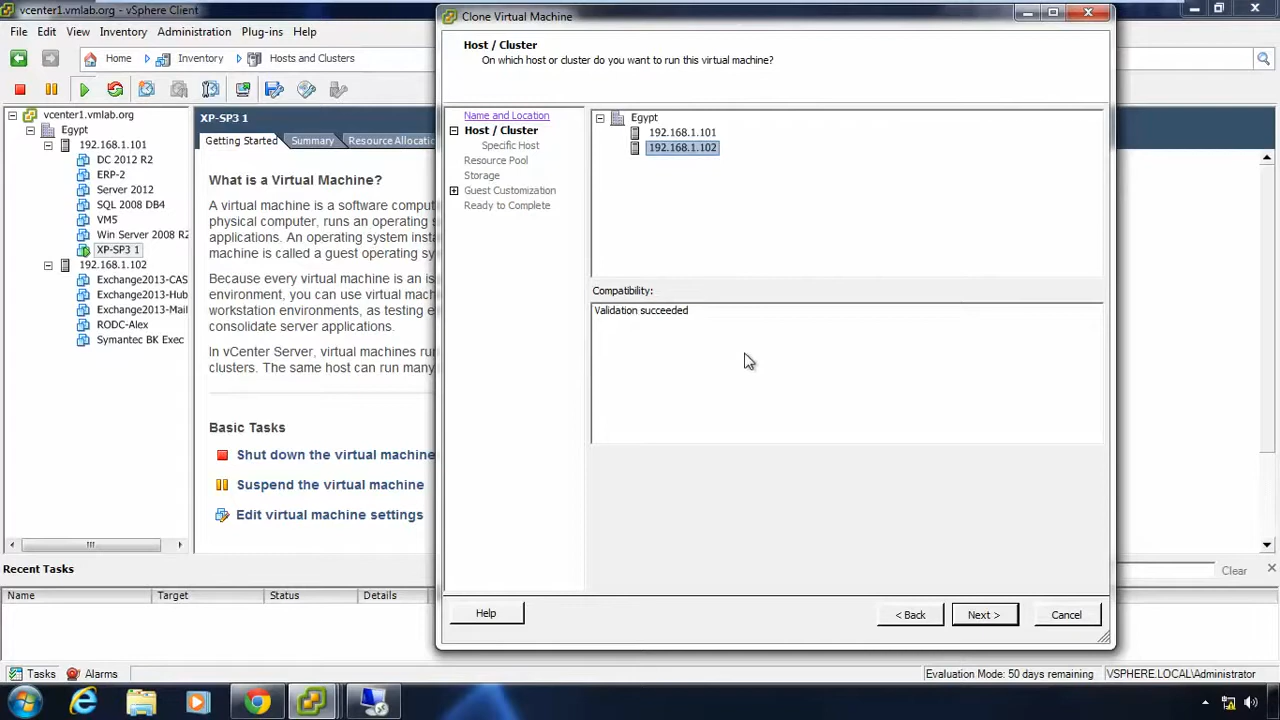 vcenter1.vmlab.org - vSphere Client
File Edit View Inventory Administration Plug-ins Help
Home Inventory Hosts and Clusters
vcenter1.vmlab.org
Egypt
192.168.1.101
DC 2012 R2
ERP-2
Server 2012
SQL 2008 DB4
VM5
Win Server 2008 R2
XP-SP3 1
192.168.1.102
Exchange2013-CAS
Exchange2013-Hub
Exchange2013-Mail
RODC-Alex
Symantec BK Exec
XP-SP3 1
Getting Started Summary Resource Allocatio
What is a Virtual Machine?
A virtual machine is a software comput
physical computer, runs an operating s
applications. An operating system insta
machine is called a guest operating sy
Because every virtual machine is an is
environment, you can use virtual mach
workstation environments, as testing e
consolidate server applications.
In vCenter Server, virtual machines run
clusters. The same host can run many
Basic Tasks
Shut down the virtual machine
Suspend the virtual machine
Edit virtual machine settings
Clone Virtual Machine
Host / Cluster
On which host or cluster do you want to run this virtual machine?
Name and Location
Host / Cluster
Specific Host
Resource Pool
Storage
Guest Customization
Ready to Complete
Egypt
192.168.1.101
192.168.1.102
Compatibility:
Validation succeeded
Help < Back Next > Cancel
Recent Tasks
Clear
Name Target Status Details
Tasks Alarms
Evaluation Mode: 50 days remaining VSPHERE.LOCAL\Administrator